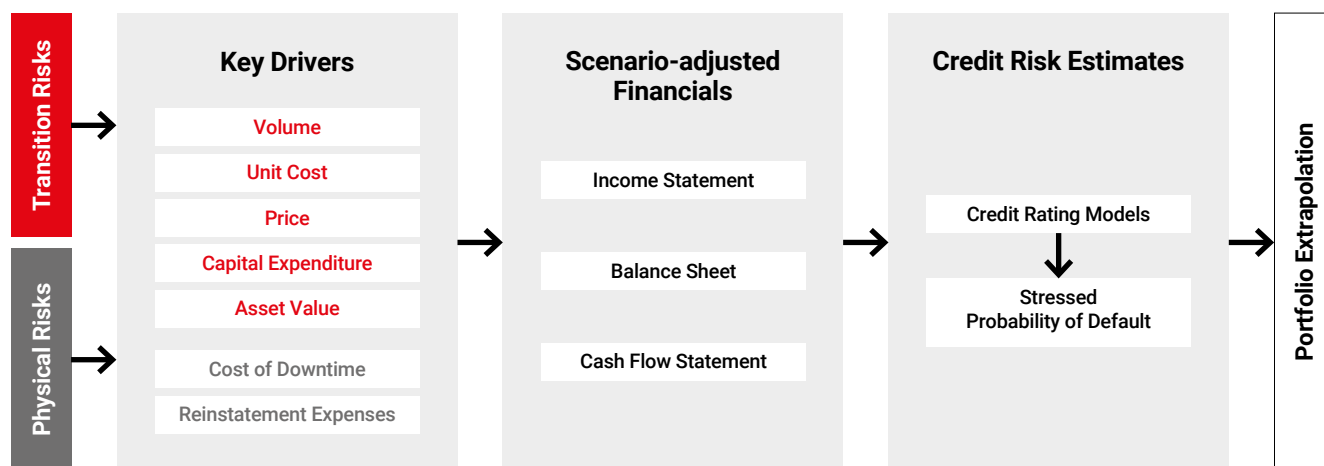 Transition Risks
Physical Risks
Key Drivers
Volume
Unit Cost
Price
Capital Expenditure
Asset Value
Cost of Downtime
Reinstatement Expenses
Scenario-adjusted
Financials
Income Statement
Balance Sheet
Cash Flow Statement
Credit Risk Estimates
Credit Rating Models
Stressed
Probability of Default
Portfolio Extrapolation